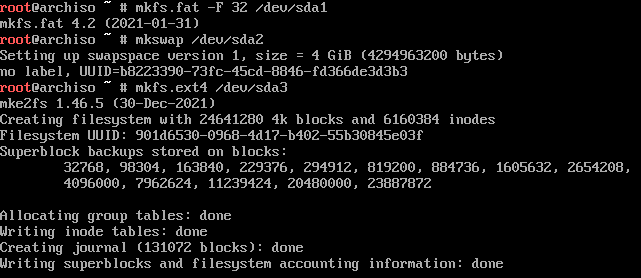 root@archiso ~ # mkfs.fat -F 32 /dev/sda1
mkfs.fat 4.2 (2021-01-31)
root@archiso ~ # mkswap /dev/sda2
Setting up swapspace version 1, size = 4 GiB (4294963200 bytes)
no label, UUID=b8223390-73fc-45cd-8846-fd366de3d3b3
root@archiso ~ # mkfs.ext4 /dev/sda3
mke2fs 1.46.5 (30-Dec-2021)
Creating filesystem with 24641280 4k blocks and 6160384 inodes
Filesystem UUID: 901d6530-0968-4d17-b402-55b30845e03f
Superblock backups stored on blocks:
        32768, 98304, 163840, 229376, 294912, 819200, 884736, 1605632, 2654208,
        4096000, 7962624, 11239424, 20480000, 23887872

Allocating group tables: done
Writing inode tables: done
Creating journal (131072 blocks): done
Writing superblocks and filesystem accounting information: done